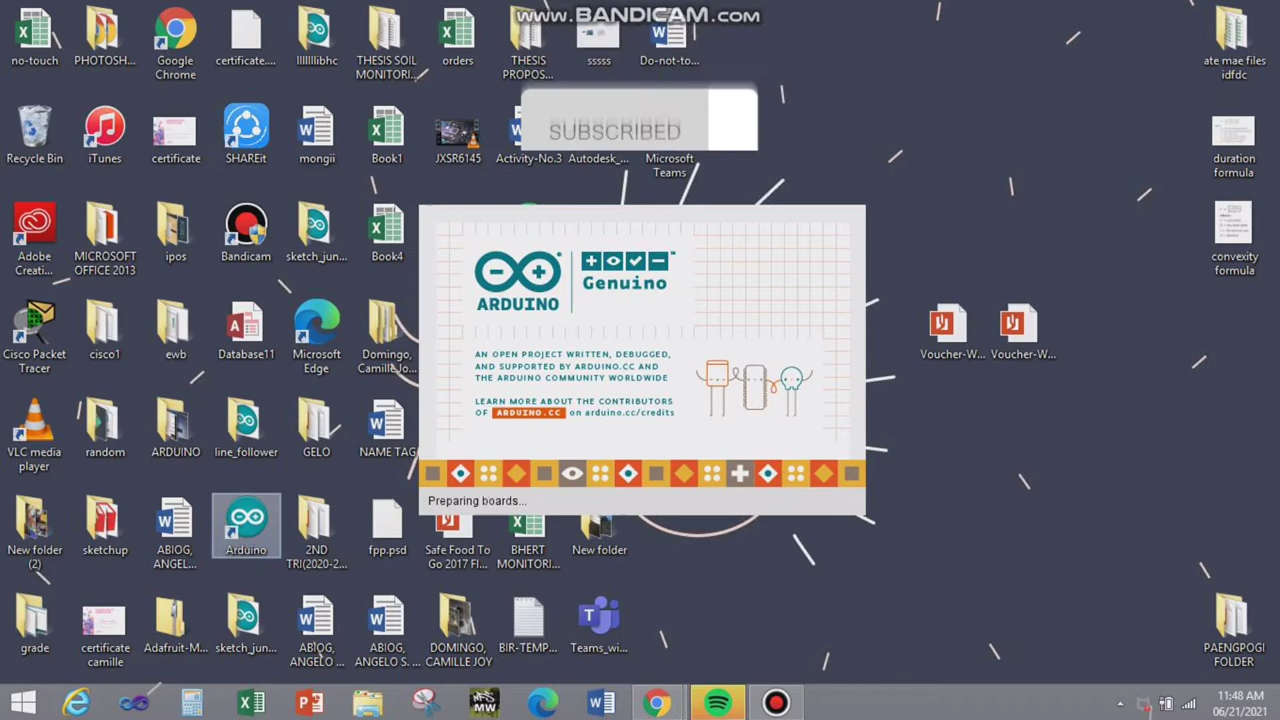 www.BANDICAM.com
no-touch
PHOTOSH...
Google
Chrome
certificate....
lllllllibhc
THESIS SOIL
MONITORI...
orders
THESIS
PROPOS...
sssss
Do-not-to...
ate mae files
idfdc
SUBSCRIBED
Recycle Bin
iTunes
certificate
SHAREit
mongii
Book1
JXSR6145
Activity-No.3
Autodesk_...
Microsoft
Teams
duration
formula
Adobe
Creati...
MICROSOFT
OFFICE 2013
ipos
Bandicam
sketch_jun...
Book4
convexity
formula
ARDUINO
Genuino
AN OPEN PROJECT WRITTEN, DEBUGGED,
AND SUPPORTED BY ARDUINO.CC AND
THE ARDUINO COMMUNITY WORLDWIDE
LEARN MORE ABOUT THE CONTRIBUTORS
OF ARDUINO.CC on arduino.cc/credits
Preparing boards...
Cisco Packet
Tracer
cisco1
ewb
Database11
Microsoft
Edge
Domingo,
Camille Jo...
Voucher-W...
Voucher-W...
VLC media
player
random
ARDUINO
line_follower
GELO
NAME TAG
New folder
(2)
sketchup
ABIOG,
ANGEL...
Arduino
2ND
TRI(2020-2...
fpp.psd
Safe Food To
Go 2017 FI...
BHERT
MONITORI...
New folder
grade
certificate
camille
Adafruit-M...
sketch_jun...
ABIOG,
ANGELO ...
ABIOG,
ANGELO S. ...
DOMINGO,
CAMILLE JOY
BIR-TEMP...
Teams_wi...
PAENGPOGI
FOLDER
MW
11:48 AM
06/21/2021